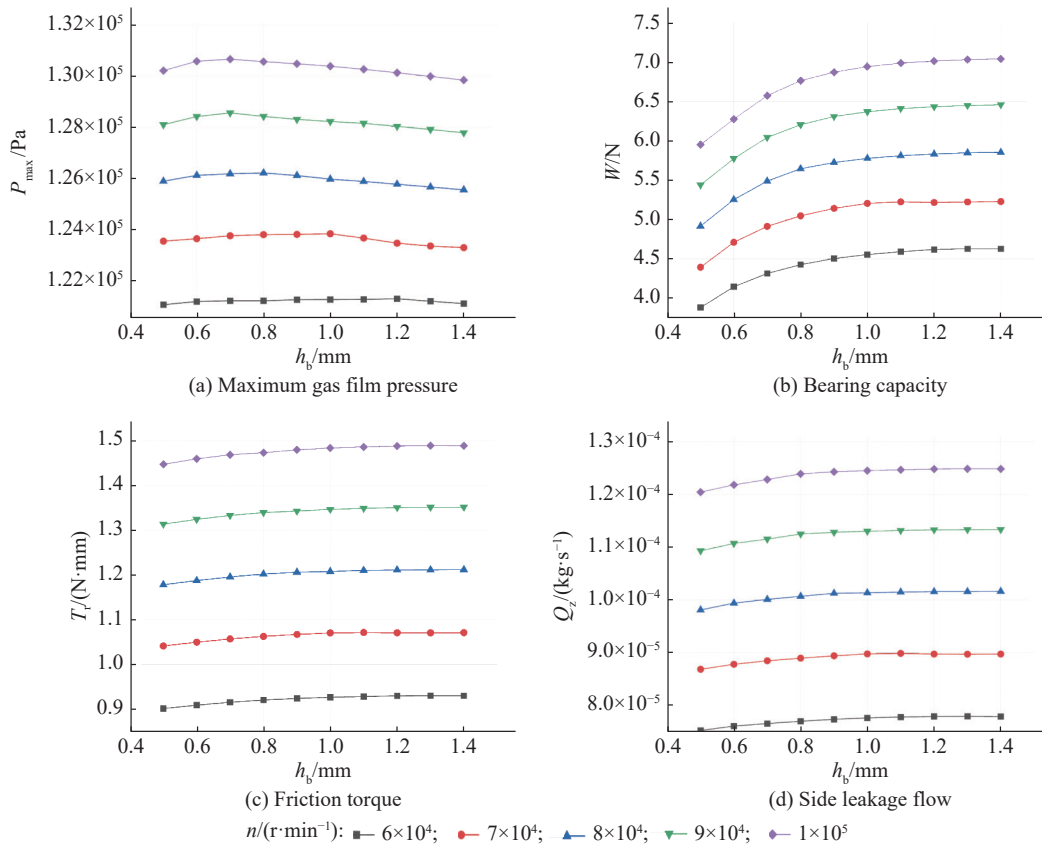 1.32×10⁵
1.30×10⁵
1.28×10⁵
1.26×10⁵
1.24×10⁵
1.22×10⁵
P_max/Pa
0.4 0.6 0.8 1.0 1.2 1.4
h_b/mm
(a) Maximum gas film pressure
7.5
7.0
6.5
6.0
5.5
5.0
4.5
4.0
W/N
0.4 0.6 0.8 1.0 1.2 1.4
h_b/mm
(b) Bearing capacity
1.5
1.4
1.3
1.2
1.1
1.0
0.9
T_f/(N·mm)
0.4 0.6 0.8 1.0 1.2 1.4
h_b/mm
(c) Friction torque
1.3×10⁻⁴
1.2×10⁻⁴
1.1×10⁻⁴
1.0×10⁻⁴
9.0×10⁻⁵
8.0×10⁻⁵
Q_z/(kg·s⁻¹)
0.4 0.6 0.8 1.0 1.2 1.4
h_b/mm
(d) Side leakage flow
n/(r·min⁻¹): 6×10⁴; 7×10⁴; 8×10⁴; 9×10⁴; 1×10⁵